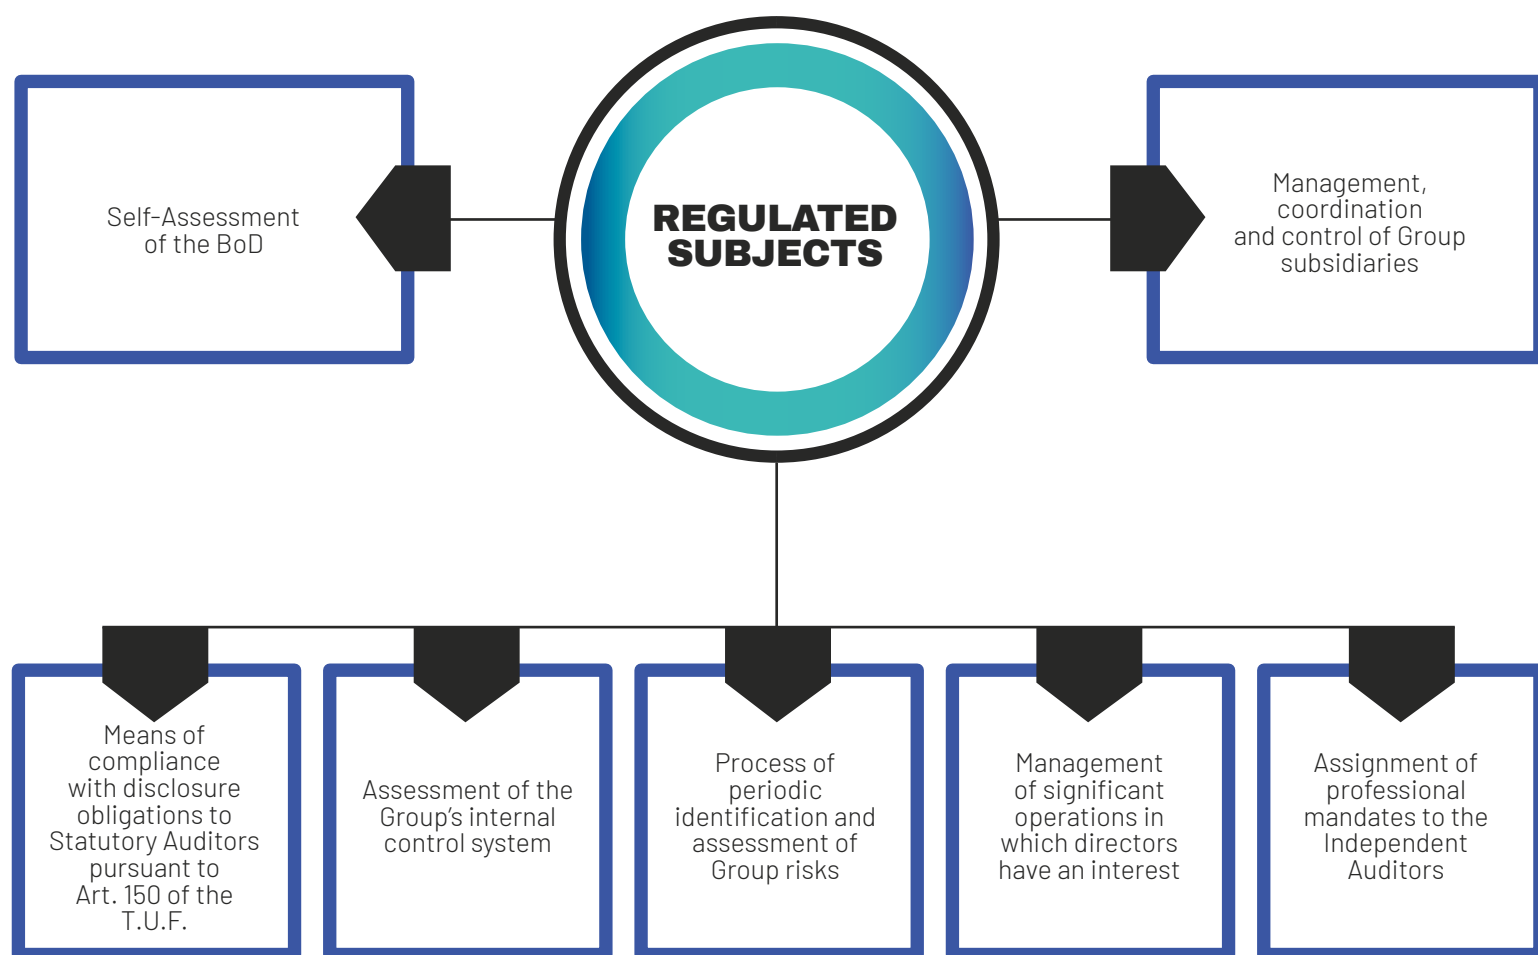 REGULATED
SUBJECTS
Self-Assessment
of the BoD
Management,
coordination
and control of Group
subsidiaries
Means of
compliance
with disclosure
obligations to
Statutory Auditors
pursuant to
Art. 150 of the
T.U.F.
Assessment of the
Group’s internal
control system
Process of
periodic
identification and
assessment of
Group risks
Management
of significant
operations in
which directors
have an interest
Assignment of
professional
mandates to the
Independent
Auditors